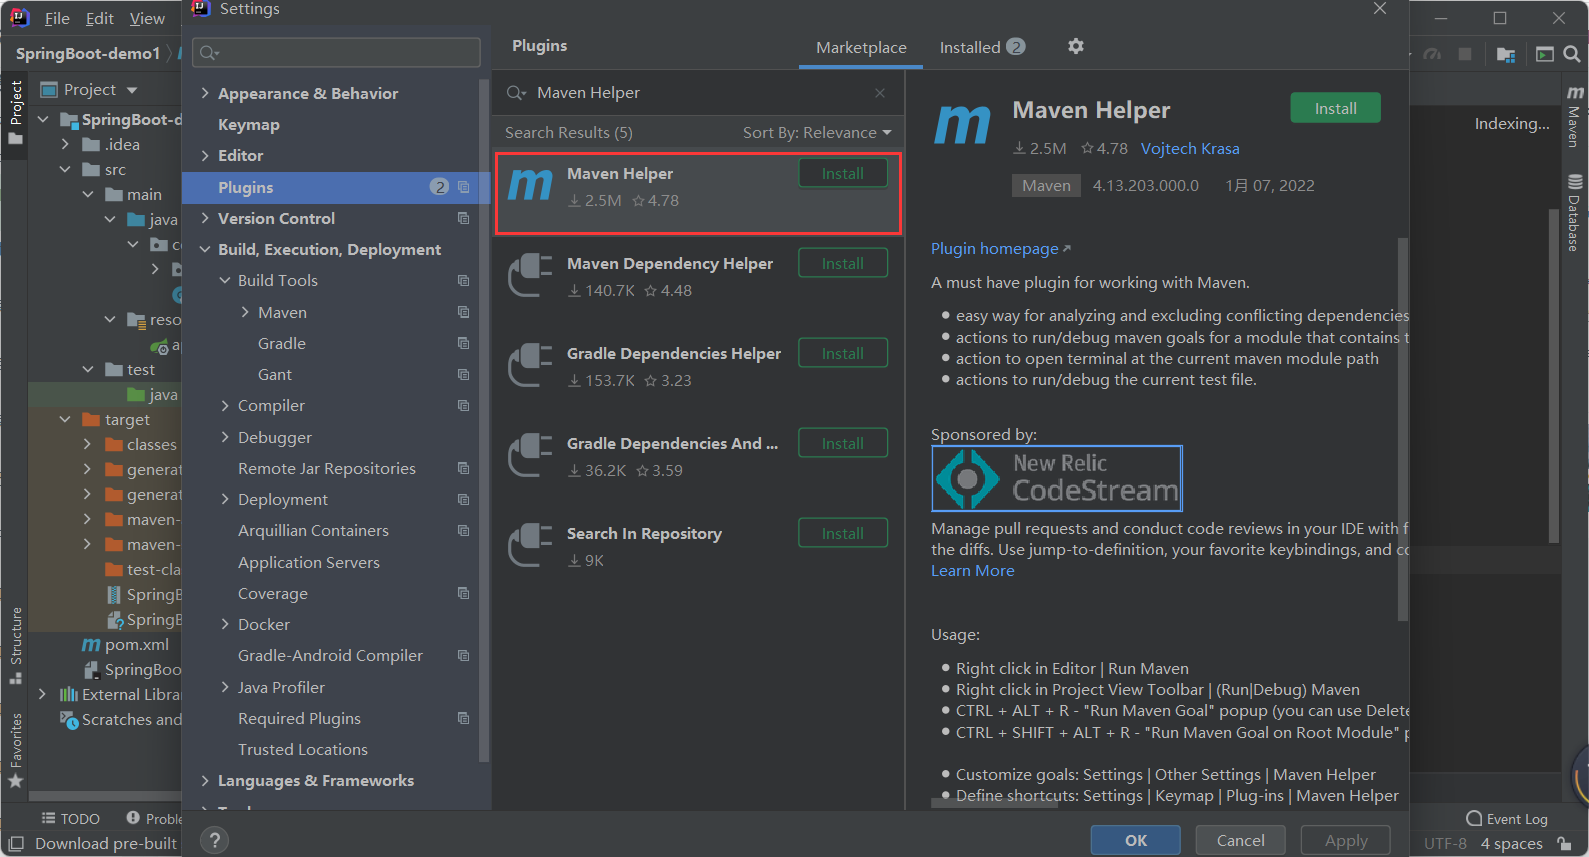 File Edit View
Settings
SpringBoot-demo1
Project
Project
SpringBoot-d
.idea
src
main
java
reso
test
java
target
classes
generat
generat
maven-
maven-
test-cla
SpringB
SpringB
pom.xml
SpringBoo
External Libra
Scratches and
Structure
Favorites
TODO
Proble
Download pre-built
Appearance & Behavior
Keymap
Editor
Plugins 2
Version Control
Build, Execution, Deployment
Build Tools
Maven
Gradle
Gant
Compiler
Debugger
Remote Jar Repositories
Deployment
Arquillian Containers
Application Servers
Coverage
Docker
Gradle-Android Compiler
Java Profiler
Required Plugins
Trusted Locations
Languages & Frameworks
Plugins
Marketplace
Installed 2
Maven Helper
Search Results (5)
Sort By: Relevance
Maven Helper
Install
2.5M 4.78
Maven Dependency Helper
Install
140.7K 4.48
Gradle Dependencies Helper
Install
153.7K 3.23
Gradle Dependencies And ...
Install
36.2K 3.59
Search In Repository
Install
9K
m
Maven Helper
Install
2.5M 4.78 Vojtech Krasa
Maven 4.13.203.000.0 1月 07, 2022
Plugin homepage
A must have plugin for working with Maven.
easy way for analyzing and excluding conflicting dependencies
actions to run/debug maven goals for a module that contains t
action to open terminal at the current maven module path
actions to run/debug the current test file.
Sponsored by:
New Relic
CodeStream
Manage pull requests and conduct code reviews in your IDE with f
the diffs. Use jump-to-definition, your favorite keybindings, and co
Learn More
Usage:
Right click in Editor | Run Maven
Right click in Project View Toolbar | (Run|Debug) Maven
CTRL + ALT + R - "Run Maven Goal" popup (you can use Delete
CTRL + SHIFT + ALT + R - "Run Maven Goal on Root Module" p
Customize goals: Settings | Other Settings | Maven Helper
Define shortcuts: Settings | Keymap | Plug-ins | Maven Helper
?
OK
Cancel
Apply
Indexing...
Maven
Database
Event Log
UTF-8 4 spaces